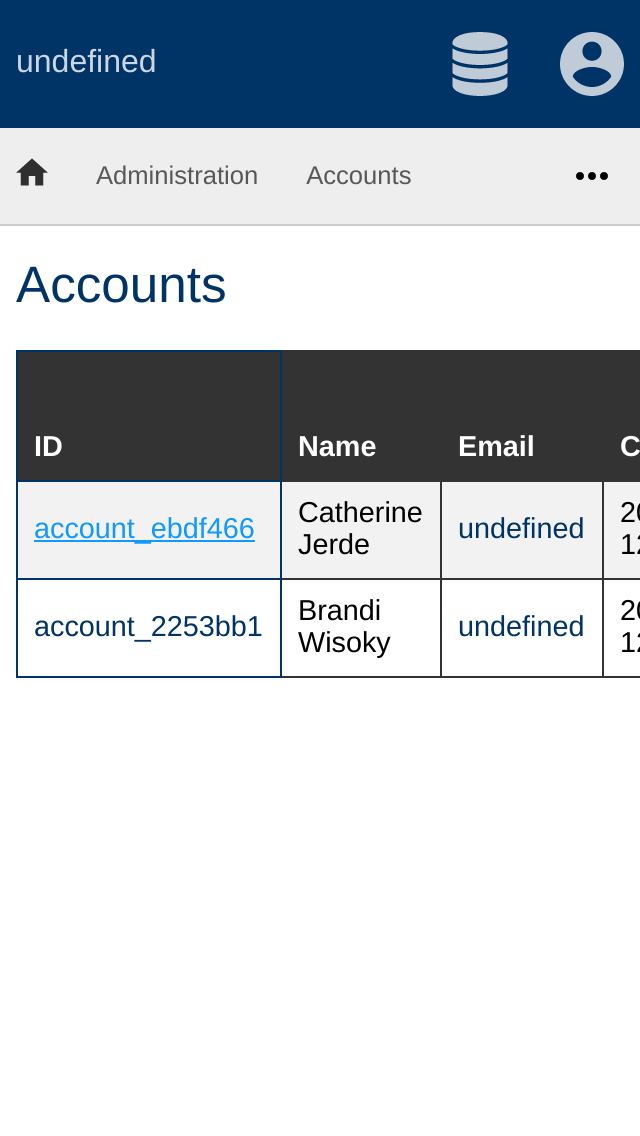 undefined
Administration Accounts
Accounts
ID Name Email C
account_ebdf466 Catherine Jerde undefined 20 12
account_2253bb1 Brandi Wisoky undefined 20 12